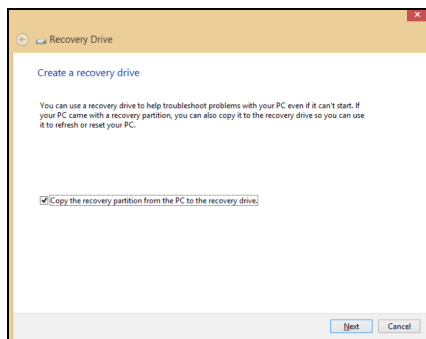 Recovery Drive
Create a recovery drive
You can use a recovery drive to help troubleshoot problems with your PC even if it can't start. If
your PC came with a recovery partition, you can also copy it to the recovery drive so you can use
it to refresh or reset your PC.
Copy the recovery partition from the PC to the recovery drive.
Next Cancel